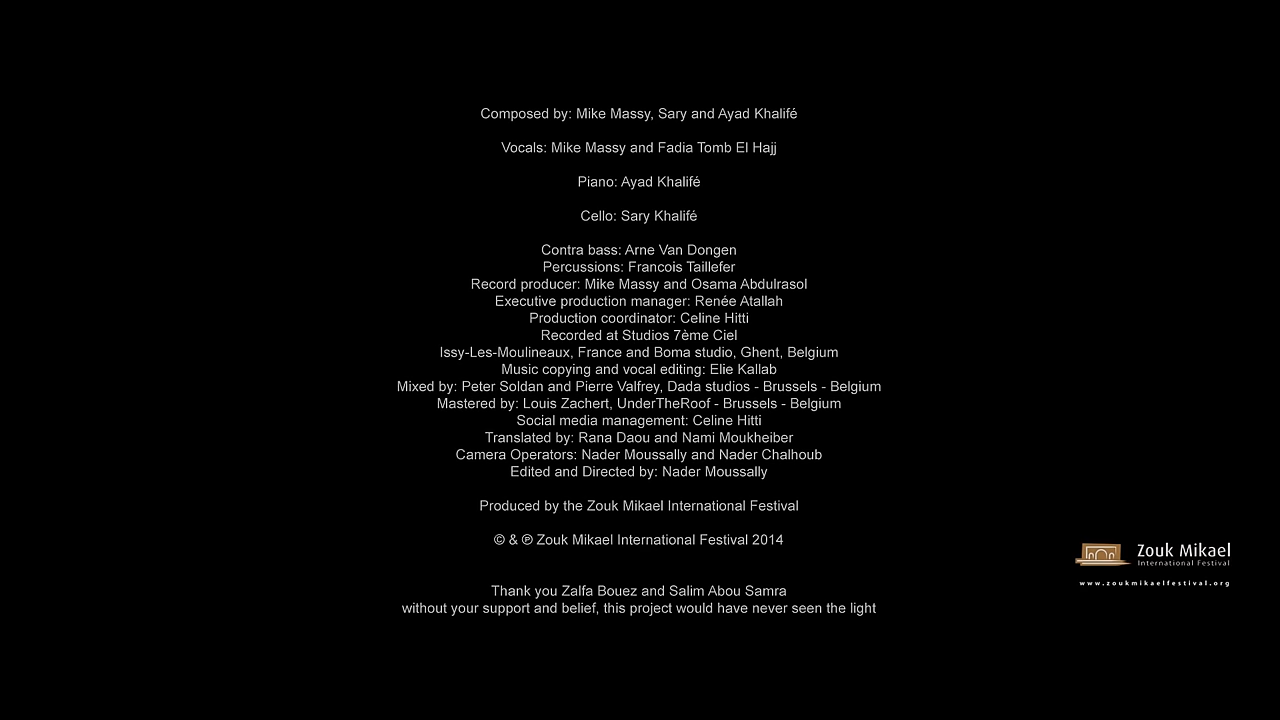 Composed by: Mike Massy, Sary and Ayad Khalifé
Vocals: Mike Massy and Fadia Tomb El Hajj
Piano: Ayad Khalifé
Cello: Sary Khalifé
Contra bass: Arne Van Dongen
Percussions: Francois Taillefer
Record producer: Mike Massy and Osama Abdulrasol
Executive production manager: Renée Atallah
Production coordinator: Celine Hitti
Recorded at Studios 7ème Ciel
Issy-Les-Moulineaux, France and Boma studio, Ghent, Belgium
Music copying and vocal editing: Elie Kallab
Mixed by: Peter Soldan and Pierre Valfrey, Dada studios - Brussels - Belgium
Mastered by: Louis Zachert, UnderTheRoof - Brussels - Belgium
Social media management: Celine Hitti
Translated by: Rana Daou and Nami Moukheiber
Camera Operators: Nader Moussally and Nader Chalhoub
Edited and Directed by: Nader Moussally
Produced by the Zouk Mikael International Festival
© & ℗ Zouk Mikael International Festival 2014
Thank you Zalfa Bouez and Salim Abou Samra
without your support and belief, this project would have never seen the light
Zouk Mikael
International Festival
www.zoukmikaelfestival.org